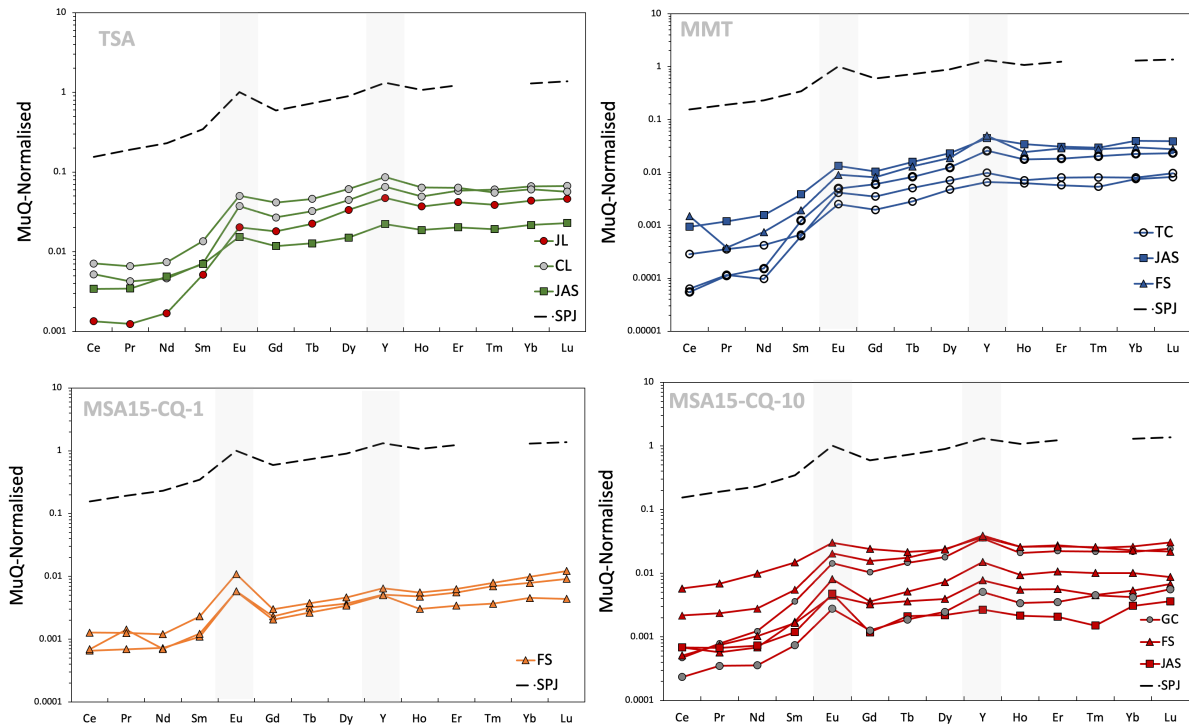 TSA
MuQ-Normalised
10
1
0.1
0.01
0.001
JL
CL
JAS
SPJ
Ce Pr Nd Sm Eu Gd Tb Dy Y Ho Er Tm Yb Lu
MMT
MuQ-Normalised
10
1
0.1
0.01
0.001
0.0001
0.00001
TC
JAS
FS
SPJ
Ce Pr Nd Sm Eu Gd Tb Dy Y Ho Er Tm Yb Lu
MSA15-CQ-1
MuQ-Normalised
10
1
0.1
0.01
0.001
0.0001
FS
SPJ
Ce Pr Nd Sm Eu Gd Tb Dy Y Ho Er Tm Yb Lu
MSA15-CQ-10
MuQ-Normalised
10
1
0.1
0.01
0.001
0.0001
GC
FS
JAS
SPJ
Ce Pr Nd Sm Eu Gd Tb Dy Y Ho Er Tm Yb Lu